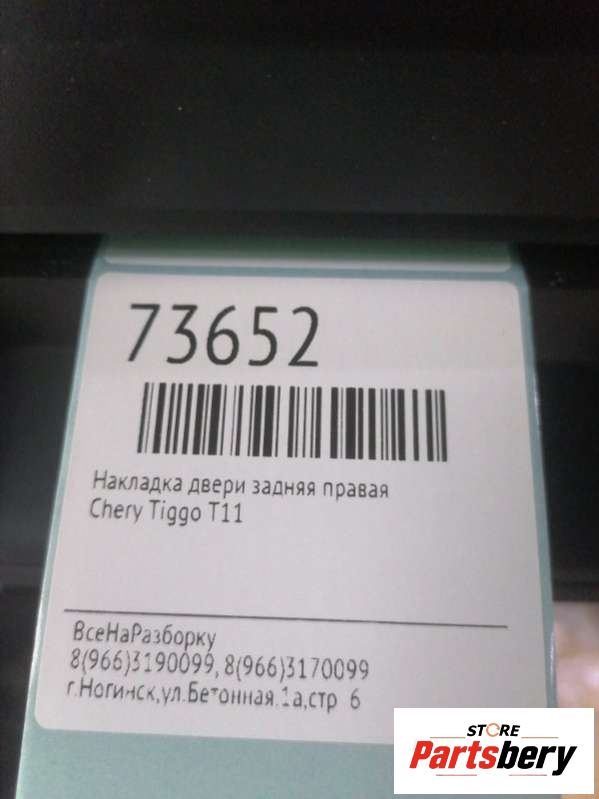 73652
Накладка двери задняя правая
Chery Tiggo T11
ВсеНаРазборку
8(966)3190099, 8(966)3170099
г.Ногинск,ул.Бетонная.1а,стр 6
STORE
Partsbery